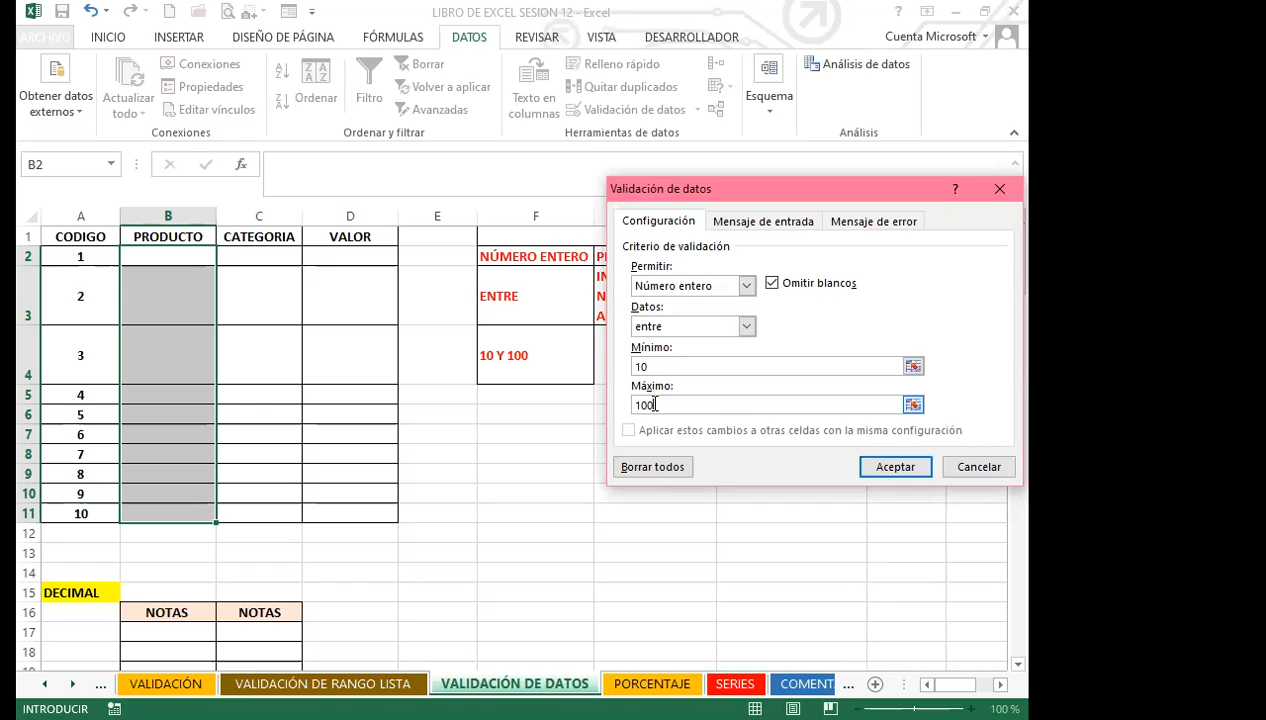 LIBRO DE EXCEL SESION 12 - Excel
ARCHIVO INICIO INSERTAR DISEÑO DE PÁGINA FÓRMULAS DATOS REVISAR VISTA DESARROLLADOR Cuenta Microsoft
Obtener datos externos
Actualizar todo
Conexiones
Propiedades
Editar vínculos
Conexiones
Ordenar
Filtro
Borrar
Volver a aplicar
Avanzadas
Ordenar y filtrar
Texto en columnas
Relleno rápido
Quitar duplicados
Validación de datos
Herramientas de datos
Esquema
Análisis de datos
Análisis
B2
fx
A B C D E F
1 CODIGO PRODUCTO CATEGORIA VALOR
2 1 NÚMERO ENTERO P
3 2 ENTRE IN
N
A
4 3 10 Y 100
5 4
6 5
7 6
8 7
9 8
10 9
11 10
12
13
14
15 DECIMAL
16 NOTAS NOTAS
17
18
Validación de datos ?
Configuración Mensaje de entrada Mensaje de error
Criterio de validación
Permitir:
Número entero Omitir blancos
Datos:
entre
Mínimo:
10
Máximo:
100
Aplicar estos cambios a otras celdas con la misma configuración
Borrar todos Aceptar Cancelar
... VALIDACIÓN VALIDACIÓN DE RANGO LISTA VALIDACIÓN DE DATOS PORCENTAJE SERIES COMENT ...
INTRODUCIR 100 %